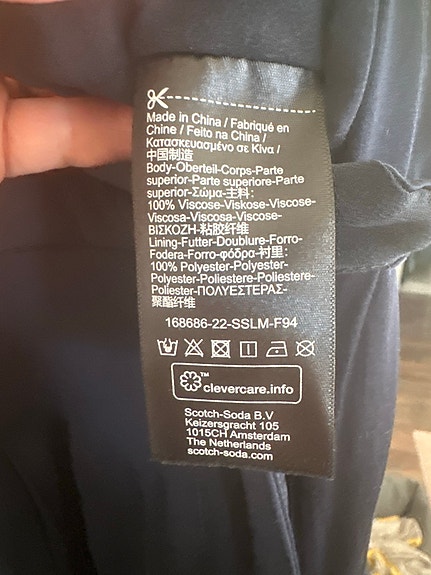 Made in China / Fabriqué en
Chine / Feito na China /
Κατασκευασμένο σε Κίνα /
中国制造
Body-Oberteil-Corps-Parte
superior-Parte superiore-Parte
superior-Σώμα-主料:
100% Viscose-Viskose-Viscose-
Viscosa-Viscosa-Viscose-
ΒΙΣΚΟΖΗ-粘胶纤维
Lining-Futter-Doublure-Forro-
Fodera-Forro-φόδρα-衬里:
100% Polyester-Polyester-
Polyester-Poliestere-Poliestere-
Poliester-ΠΟΛΥΕΣΤΕΡΑΣ-
聚酯纤维
168686-22-SSLM-F94
TM
clevercare.info
Scotch-Soda B.V
Keizersgracht 105
1015CH Amsterdam
The Netherlands
scotch-soda.com